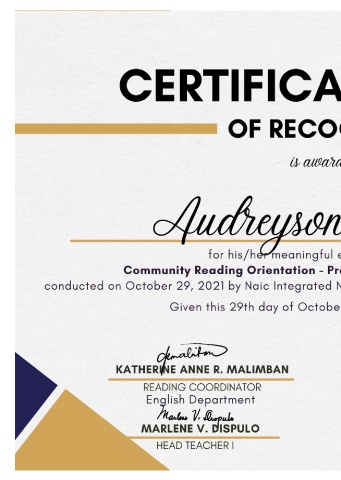 CERTIFICA
OF RECO
is award
Audreyson
for his/her meaningful e
Community Reading Orientation - Pr
conducted on October 29, 2021 by Naic Integrated N
Given this 29th day of Octobe
KATHERINE ANNE R. MALIMBAN
READING COORDINATOR
English Department
Marlene V. Dispulo
MARLENE V. DISPULO
HEAD TEACHER I